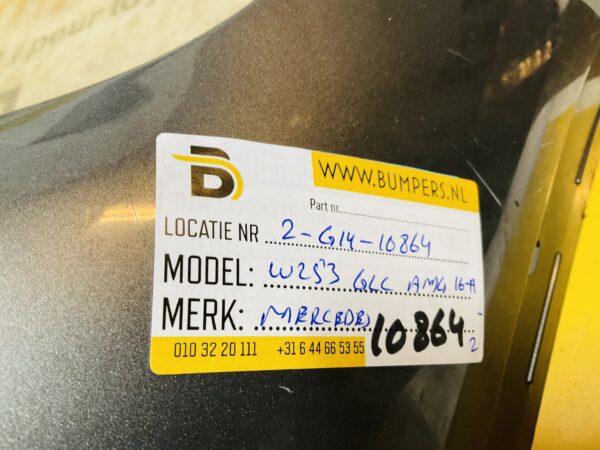 B
WWW.BUMPERS.NL
Part nr
LOCATIE NR 2-G14-10864
MODEL: W253 GLC AMG 16-A
MERK: MERCEDES
10864
2
010 32 20 111 +31 6 44 66 53 55